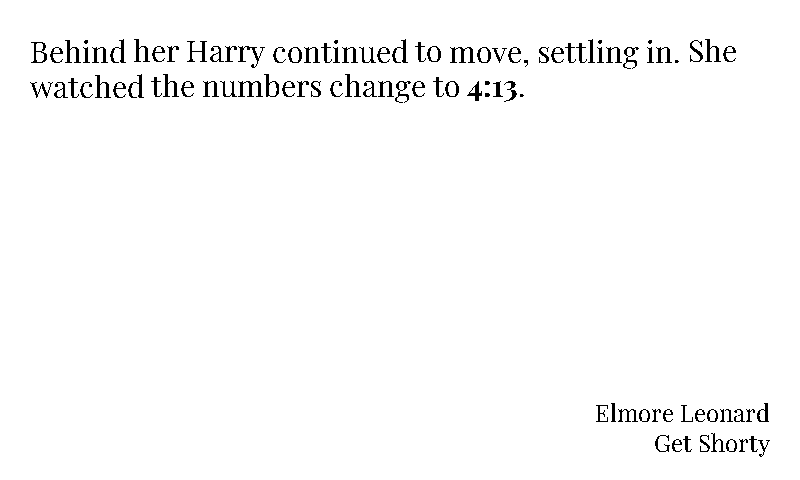 Behind her Harry continued to move, settling in. She
watched the numbers change to 4:13.
Elmore Leonard
Get Shorty